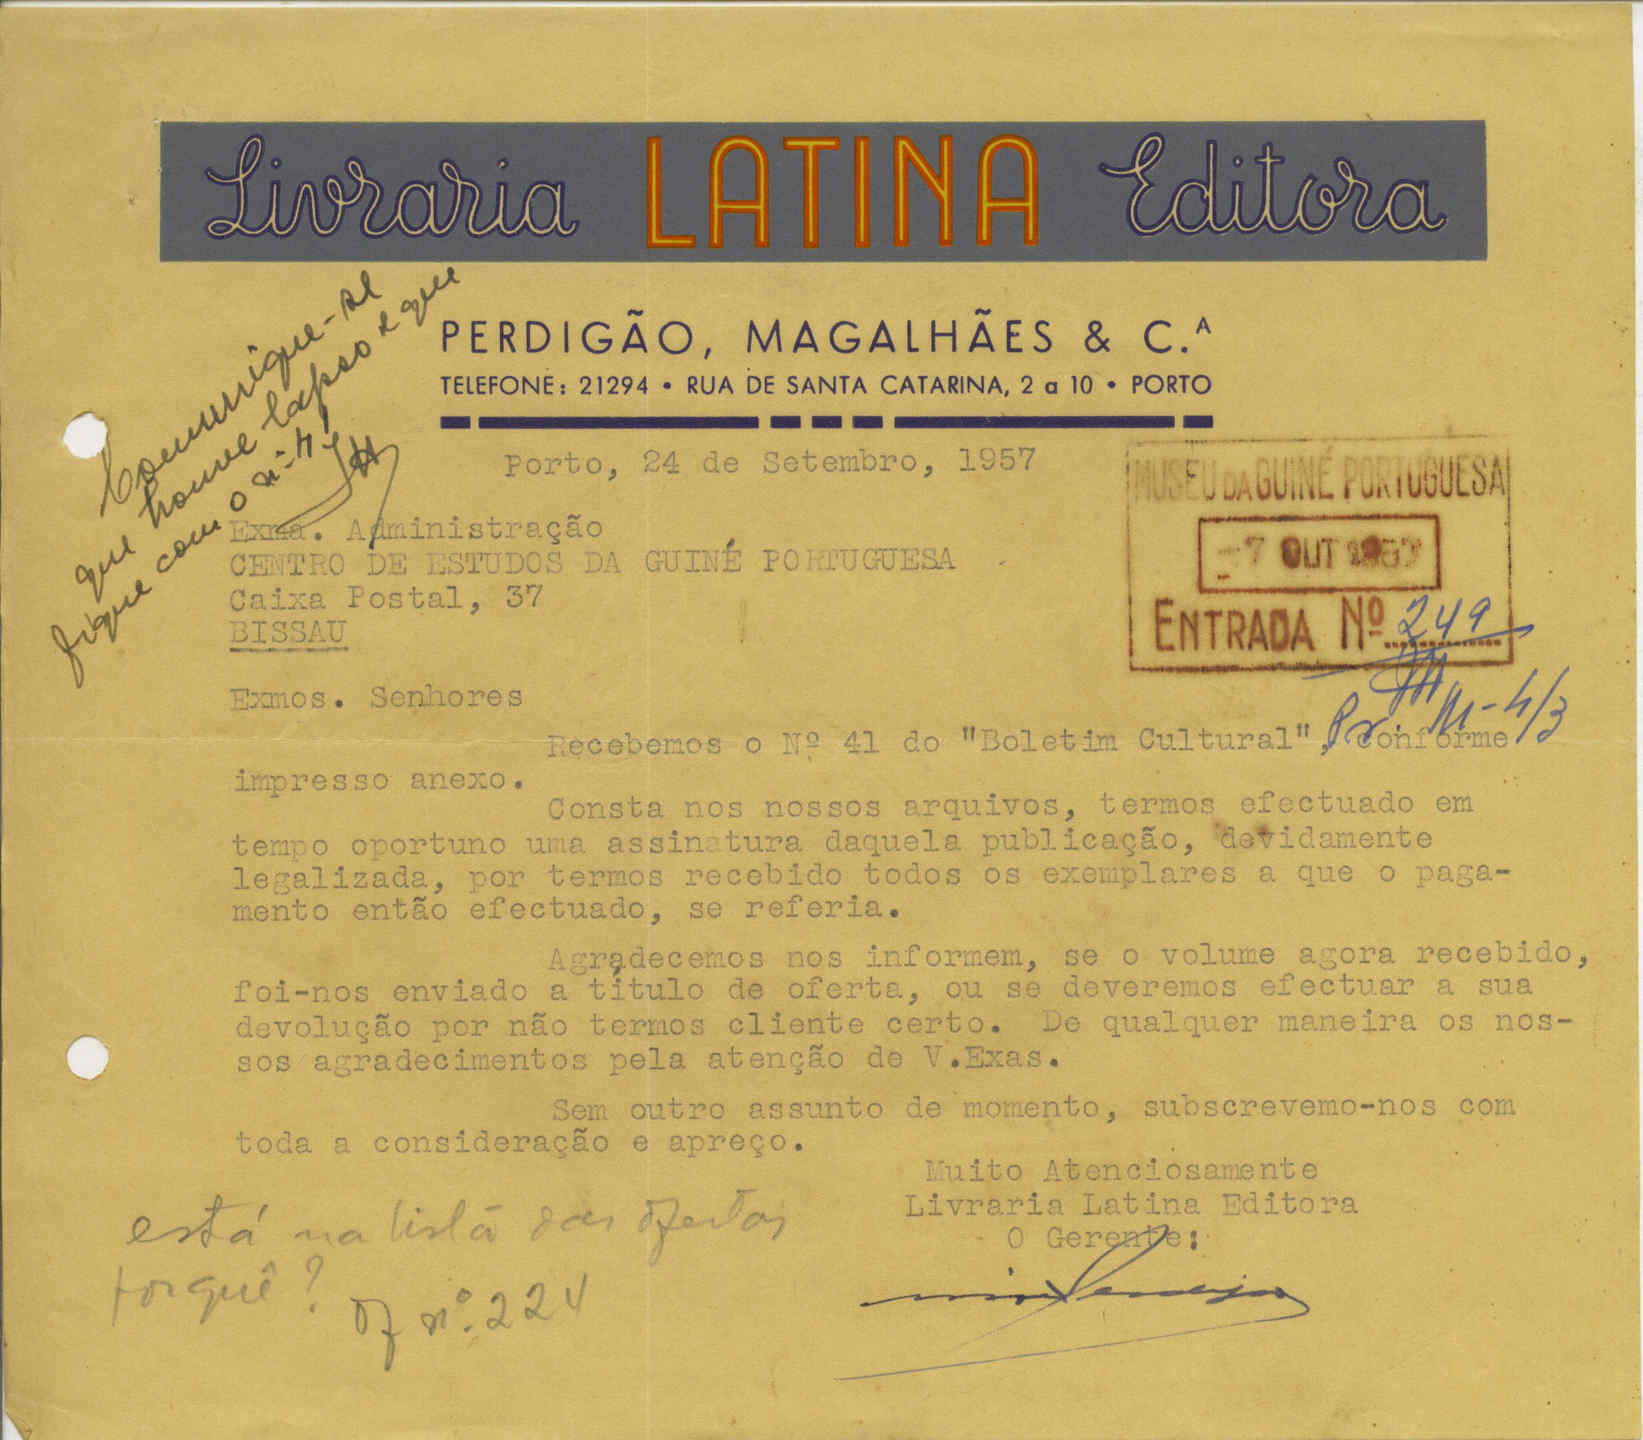 Livraria LATINA Editora
PERDIGÃO, MAGALHÃES & C.ᴬ
TELEFONE: 21294 • RUA DE SANTA CATARINA, 2 a 10 • PORTO
Comunique-se
que houve lapso e que
fique com o nº 41
Porto, 24 de Setembro, 1957
MUSEU DA GUINÉ PORTUGUESA
-7 OUT 1957
ENTRADA Nº 249
Pr. M-4/3
Exma. Administração
CENTRO DE ESTUDOS DA GUINÉ PORTUGUESA
Caixa Postal, 37
BISSAU
Exmos. Senhores
Recebemos o Nº 41 do "Boletim Cultural", conforme
impresso anexo.
Consta nos nossos arquivos, termos efectuado em
tempo oportuno uma assinatura daquela publicação, devidamente
legalizada, por termos recebido todos os exemplares a que o paga-
mento então efectuado, se referia.
Agradecemos nos informem, se o volume agora recebido,
foi-nos enviado a título de oferta, ou se deveremos efectuar a sua
devolução por não termos cliente certo. De qualquer maneira os nos-
sos agradecimentos pela atenção de V.Exas.
Sem outro assunto de momento, subscrevemo-nos com
toda a consideração e apreço.
Muito Atenciosamente
Livraria Latina Editora
O Gerente:
está na lista das ofertas
porquê?
Of nº. 224